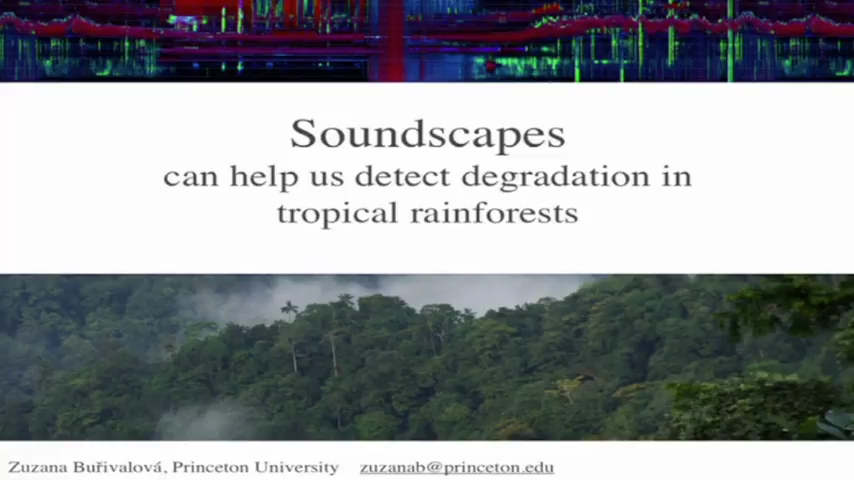 Soundscapes
can help us detect degradation in
tropical rainforests
Zuzana Buřivalová, Princeton University zuzanab@princeton.edu